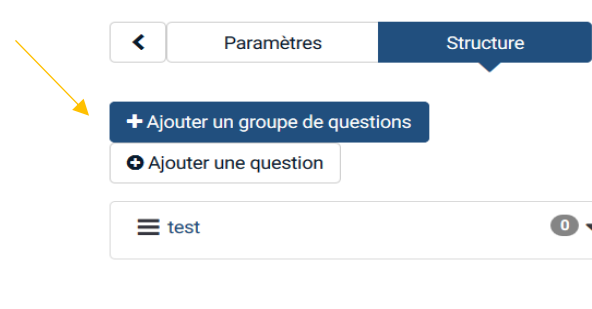 Paramètres Structure
Ajouter un groupe de questions
Ajouter une question
test 0